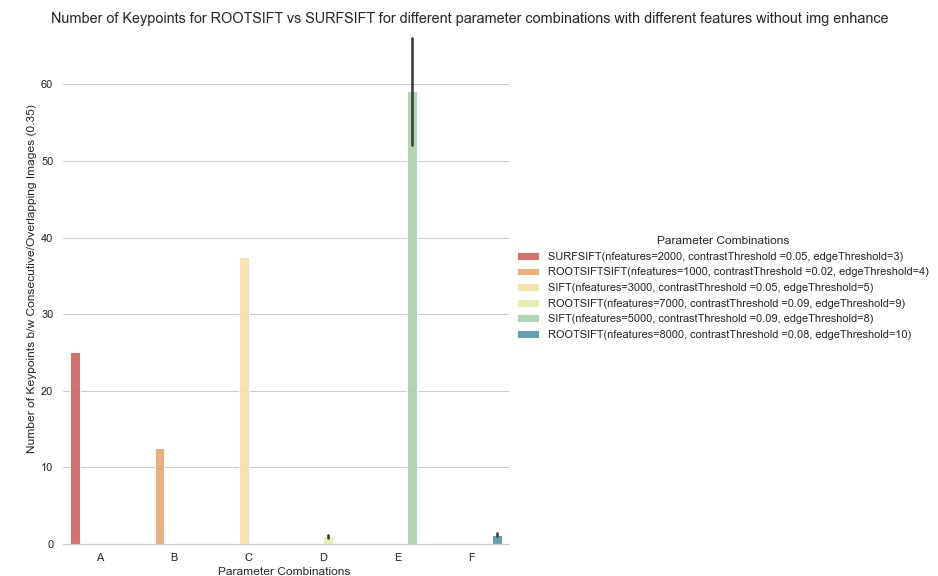 Number of Keypoints for ROOTSIFT vs SURFSIFT for different parameter combinations with different features without img enhance
Number of Keypoints b/w Consecutive/Overlapping Images (0.35)
60
50
40
30
20
10
0
A B C D E F
Parameter Combinations
Parameter Combinations
SURFSIFT(nfeatures=2000, contrastThreshold =0.05, edgeThreshold=3)
ROOTSIFTSIFT(nfeatures=1000, contrastThreshold =0.02, edgeThreshold=4)
SIFT(nfeatures=3000, contrastThreshold =0.05, edgeThreshold=5)
ROOTSIFT(nfeatures=7000, contrastThreshold =0.09, edgeThreshold=9)
SIFT(nfeatures=5000, contrastThreshold =0.09, edgeThreshold=8)
ROOTSIFT(nfeatures=8000, contrastThreshold =0.08, edgeThreshold=10)